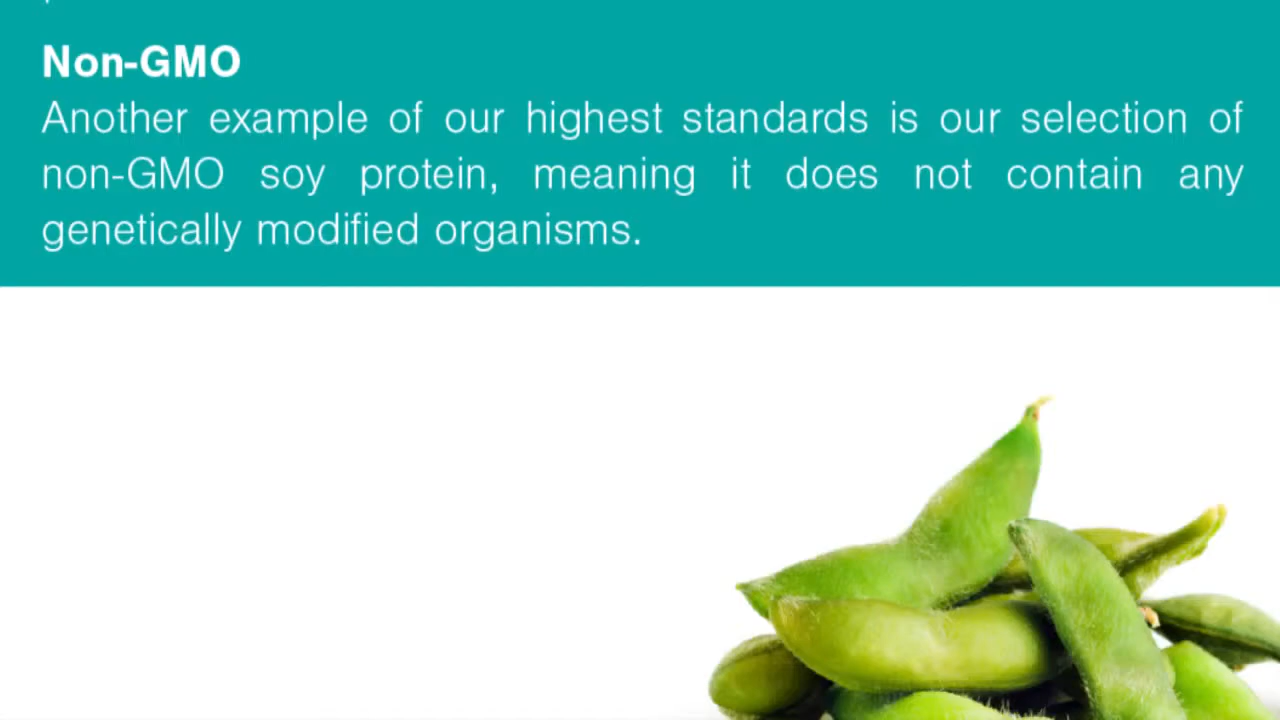 Non-GMO
Another example of our highest standards is our selection of
non-GMO soy protein, meaning it does not contain any
genetically modified organisms.